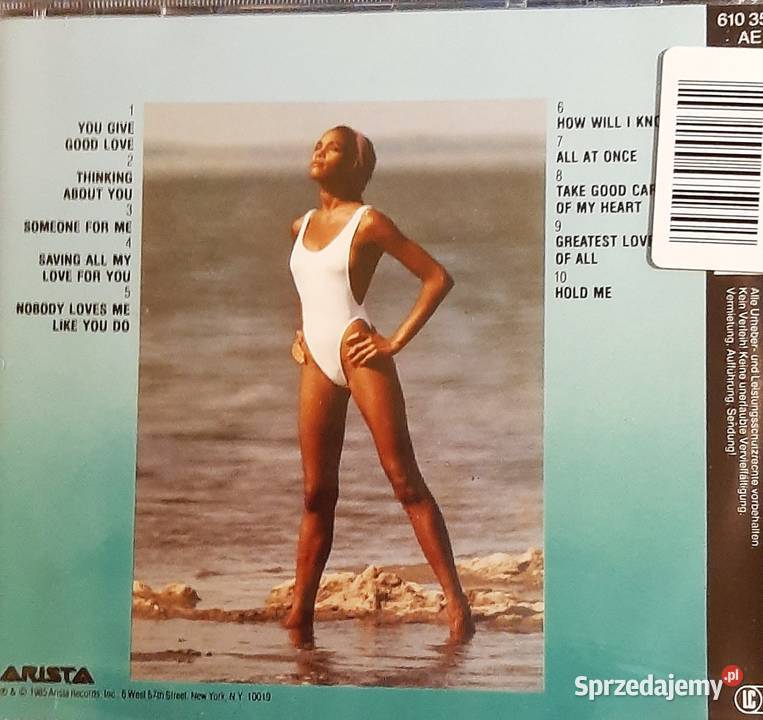 1
YOU GIVE
GOOD LOVE
2
THINKING
ABOUT YOU
3
SOMEONE FOR ME
4
SAVING ALL MY
LOVE FOR YOU
5
NOBODY LOVES ME
LIKE YOU DO
6
HOW WILL I KNO
7
ALL AT ONCE
8
TAKE GOOD CAR
OF MY HEART
9
GREATEST LOVE
OF ALL
10
HOLD ME
610 35
AE
Alle Urheber- und Leistungsschutzrechte vorbehalten.
Kein Verleih! Keine unerlaubte Vervielfältigung,
Vermietung, Aufführung, Sendung!
ARISTA
℗ & © 1985 Arista Records, Inc. 6 West 57th Street, New York, N.Y. 10019
LC
Sprzedajemy.pl